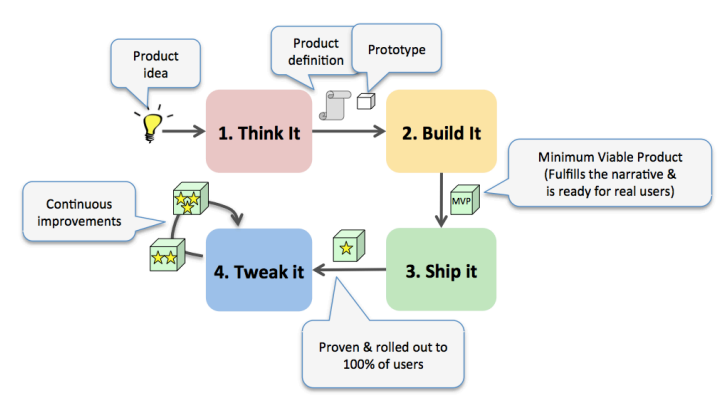 Product
idea
Product
definition
Prototype
1. Think It
2. Build It
Minimum Viable Product
(Fulfills the narrative &
is ready for real users)
MVP
Continuous
improvements
4. Tweak it
3. Ship it
Proven & rolled out to
100% of users